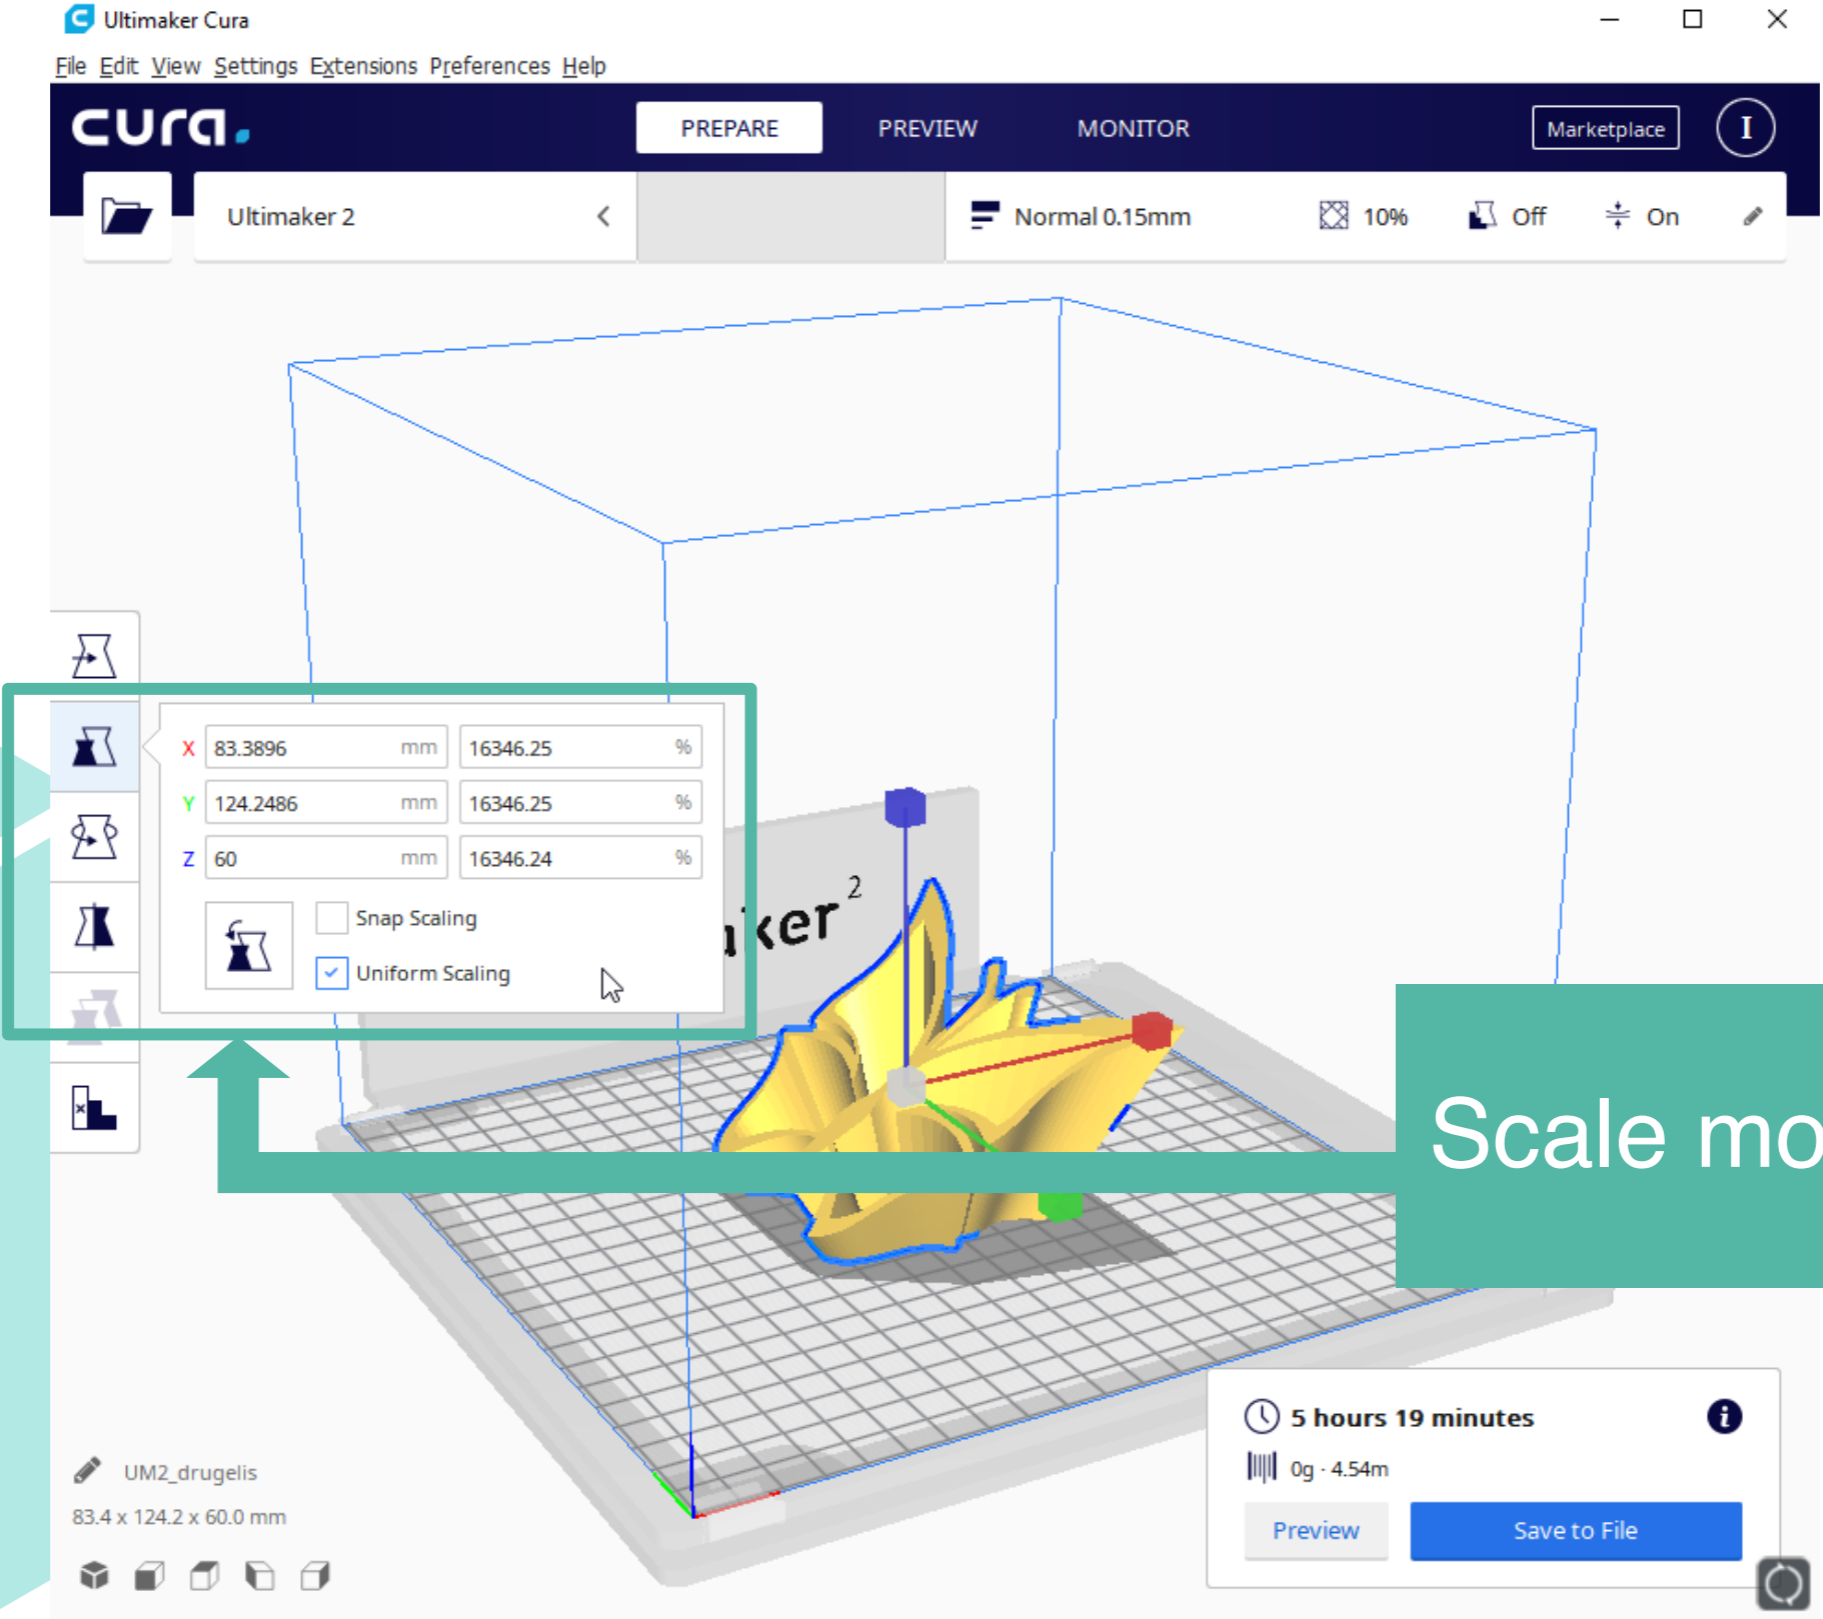 Ultimaker Cura
File Edit View Settings Extensions Preferences Help
cura.
PREPARE PREVIEW MONITOR Marketplace I
Ultimaker 2 Normal 0.15mm 10% Off On
X 83.3896 mm 16346.25 %
Y 124.2486 mm 16346.25 %
Z 60 mm 16346.24 %
Snap Scaling
Uniform Scaling
aker²
Scale mo
5 hours 19 minutes
0g · 4.54m
Preview Save to File
UM2_drugelis
83.4 x 124.2 x 60.0 mm